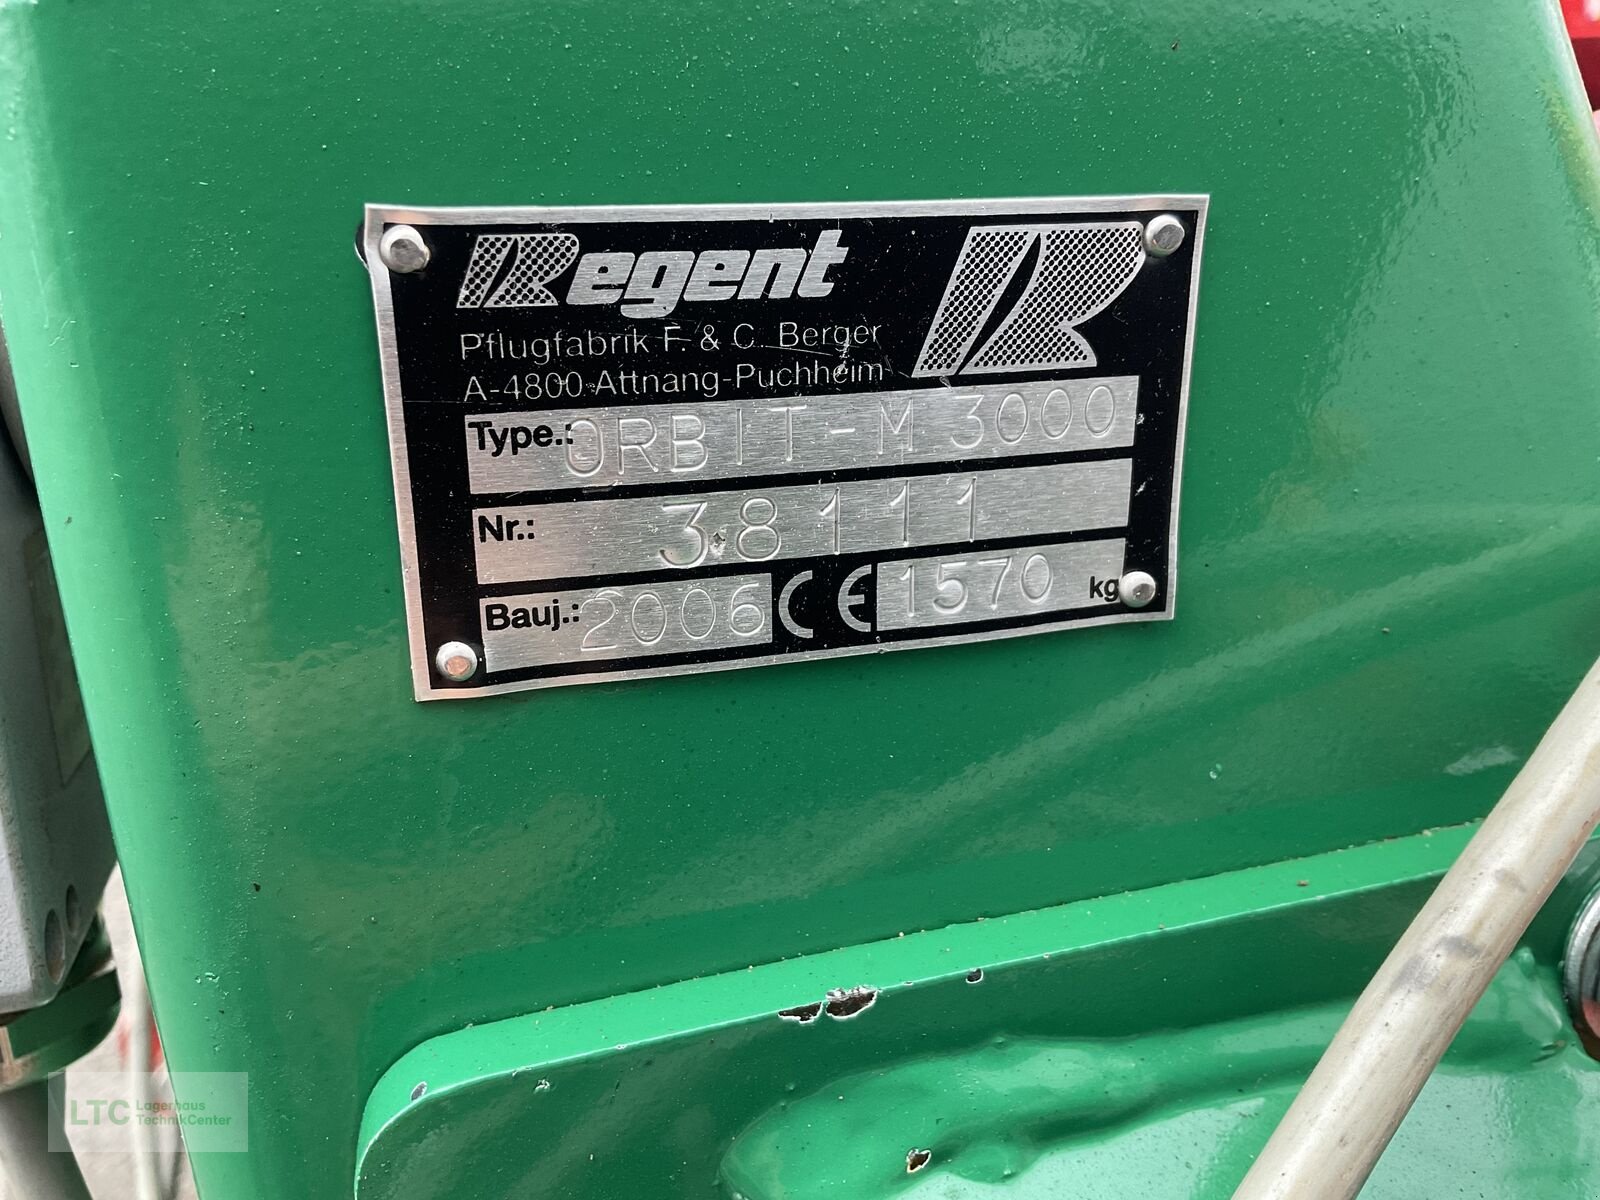 Regent
Pflugfabrik F. & C. Berger
A-4800 Attnang-Puchheim
Type.: ORBIT-M 3000
Nr.: 38111
Bauj.: 2006 CE 1570 kg
LTC Lagerhaus
TechnikCenter